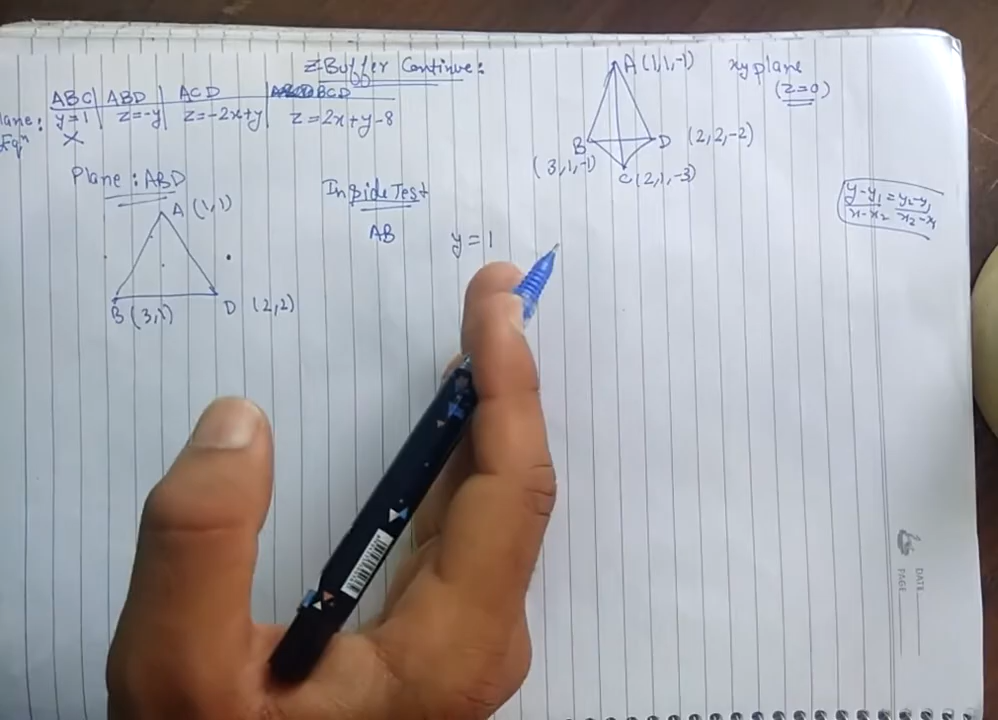 Z-Buffer Continue:
ABC | ABD | ACD | BCD
lane: y=1 | z=-y | z=-2x+y | z=2x+y-8
Eqⁿ X
A (1,1,-1)
B (3,1,-1)
D (2,2,-2)
C (2,1,-3)
xy plane
(z=0)
Plane: ABD
A (1,1)
B (3,1)
D (2,2)
Inside Test
AB y = 1
y-y₁/x-x₂ = y₂-y₁/x₂-x₁
DATE
PAGE